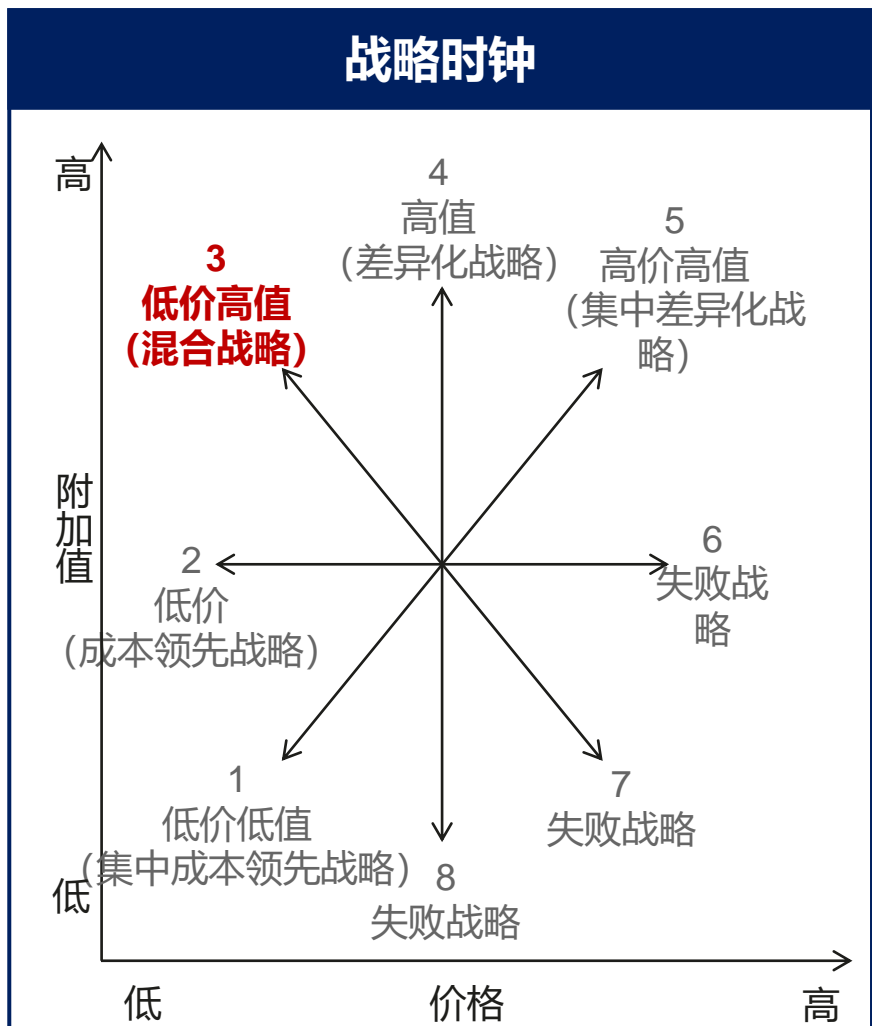 战略时钟
高
4
高值
(差异化战略)
5
高价高值
(集中差异化战
略)
3
低价高值
(混合战略)
附
加
值
2
低价
(成本领先战略)
6
失败战
略
1
低价低值
(集中成本领先战略)
7
失败战略
8
失败战略
低
低
价格
高